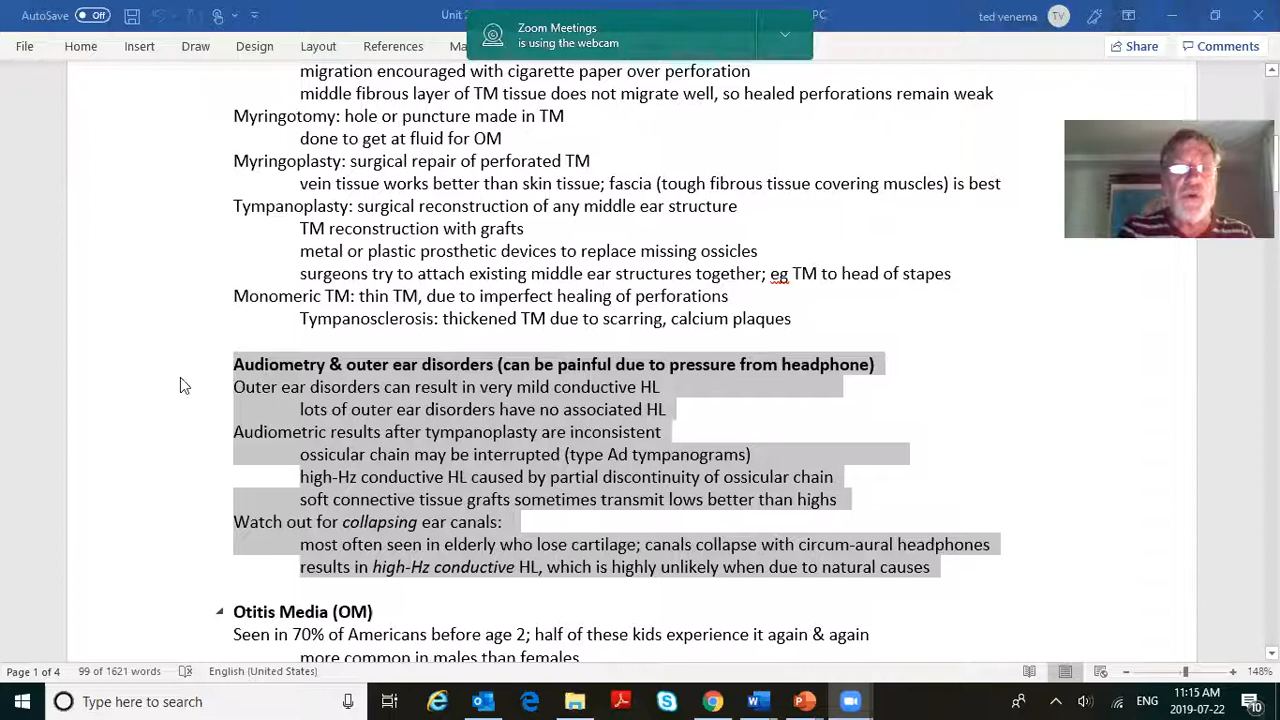 AutoSave Off
Unit 2
PC
ted venema
TV
Zoom Meetings
is using the webcam
File Home Insert Draw Design Layout References Ma
Share Comments
migration encouraged with cigarette paper over perforation
middle fibrous layer of TM tissue does not migrate well, so healed perforations remain weak
Myringotomy: hole or puncture made in TM
done to get at fluid for OM
Myringoplasty: surgical repair of perforated TM
vein tissue works better than skin tissue; fascia (tough fibrous tissue covering muscles) is best
Tympanoplasty: surgical reconstruction of any middle ear structure
TM reconstruction with grafts
metal or plastic prosthetic devices to replace missing ossicles
surgeons try to attach existing middle ear structures together; eg TM to head of stapes
Monomeric TM: thin TM, due to imperfect healing of perforations
Tympanosclerosis: thickened TM due to scarring, calcium plaques
Audiometry & outer ear disorders (can be painful due to pressure from headphone)
Outer ear disorders can result in very mild conductive HL
lots of outer ear disorders have no associated HL
Audiometric results after tympanoplasty are inconsistent
ossicular chain may be interrupted (type Ad tympanograms)
high-Hz conductive HL caused by partial discontinuity of ossicular chain
soft connective tissue grafts sometimes transmit lows better than highs
Watch out for collapsing ear canals:
most often seen in elderly who lose cartilage; canals collapse with circum-aural headphones
results in high-Hz conductive HL, which is highly unlikely when due to natural causes
Otitis Media (OM)
Seen in 70% of Americans before age 2; half of these kids experience it again & again
more common in males than females
Page 1 of 4 99 of 1621 words English (United States) 148%
Type here to search
ENG
11:15 AM
2019-07-22
10